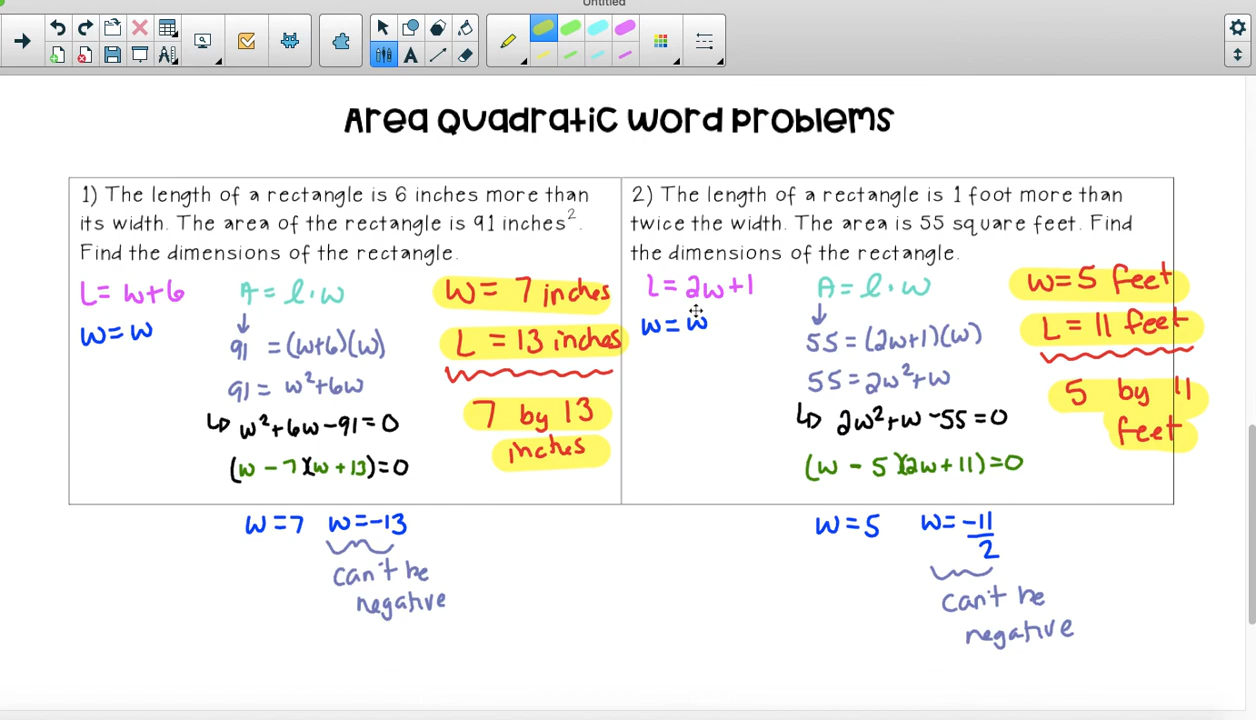 Untitled
Area Quadratic Word Problems
1) The length of a rectangle is 6 inches more than
its width. The area of the rectangle is 91 inches².
Find the dimensions of the rectangle.
L = w+6
w = w
A = l·w
91 = (w+6)(w)
91 = w²+6w
w²+6w-91=0
(w - 7)(w + 13)=0
w=7 w=-13
can't be
negative
w = 7 inches
L = 13 inches
7 by 13
inches
2) The length of a rectangle is 1 foot more than
twice the width. The area is 55 square feet. Find
the dimensions of the rectangle.
L = 2w+1
w = w
A = l·w
55 = (2w+1)(w)
55 = 2w²+w
2w²+w-55=0
(w - 5)(2w + 11)=0
w=5 w=-11/2
can't be
negative
w=5 feet
L = 11 feet
5 by 11
feet